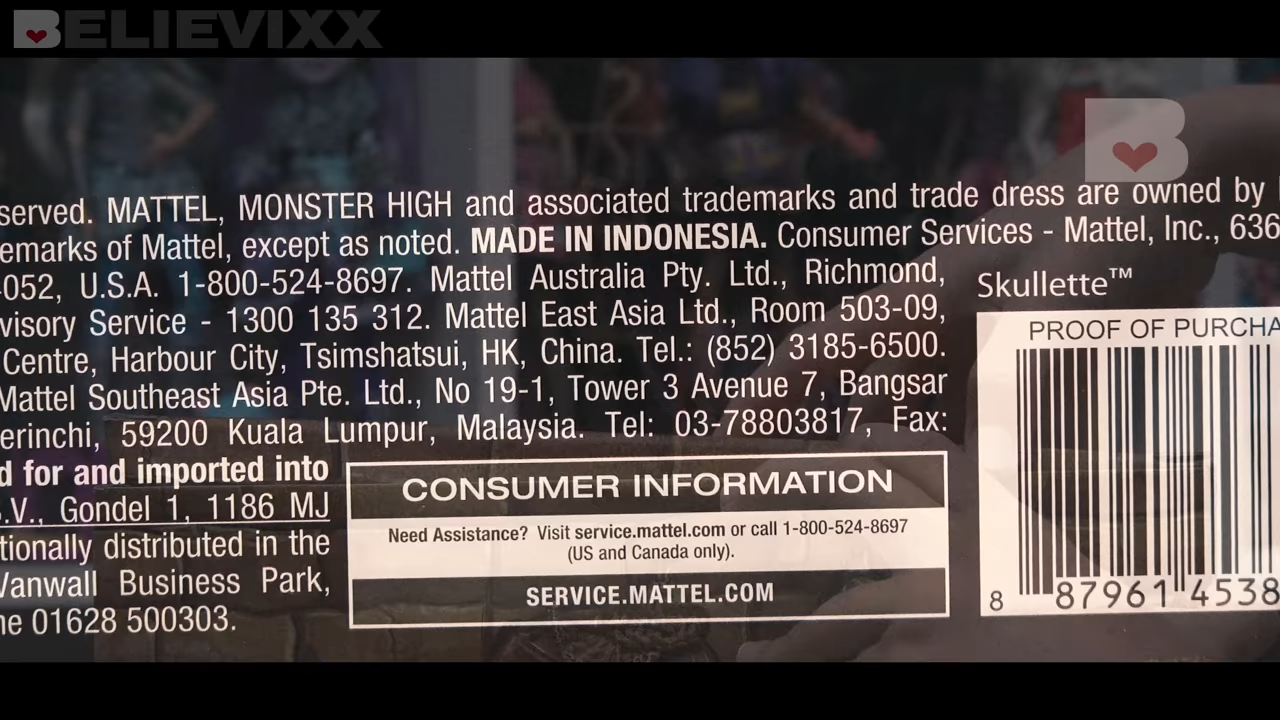 BELIEVIXX
B
served. MATTEL, MONSTER HIGH and associated trademarks and trade dress are owned by
emarks of Mattel, except as noted. MADE IN INDONESIA. Consumer Services - Mattel, Inc., 636
052, U.S.A. 1-800-524-8697. Mattel Australia Pty. Ltd., Richmond,
visory Service - 1300 135 312. Mattel East Asia Ltd., Room 503-09,
Centre, Harbour City, Tsimshatsui, HK, China. Tel.: (852) 3185-6500.
Mattel Southeast Asia Pte. Ltd., No 19-1, Tower 3 Avenue 7, Bangsar
erinchi, 59200 Kuala Lumpur, Malaysia. Tel: 03-78803817, Fax:
d for and imported into
.V., Gondel 1, 1186 MJ
tionally distributed in the
Vanwall Business Park,
ne 01628 500303.
CONSUMER INFORMATION
Need Assistance? Visit service.mattel.com or call 1-800-524-8697
(US and Canada only).
SERVICE.MATTEL.COM
Skullette™
PROOF OF PURCHA
8 87961 4538